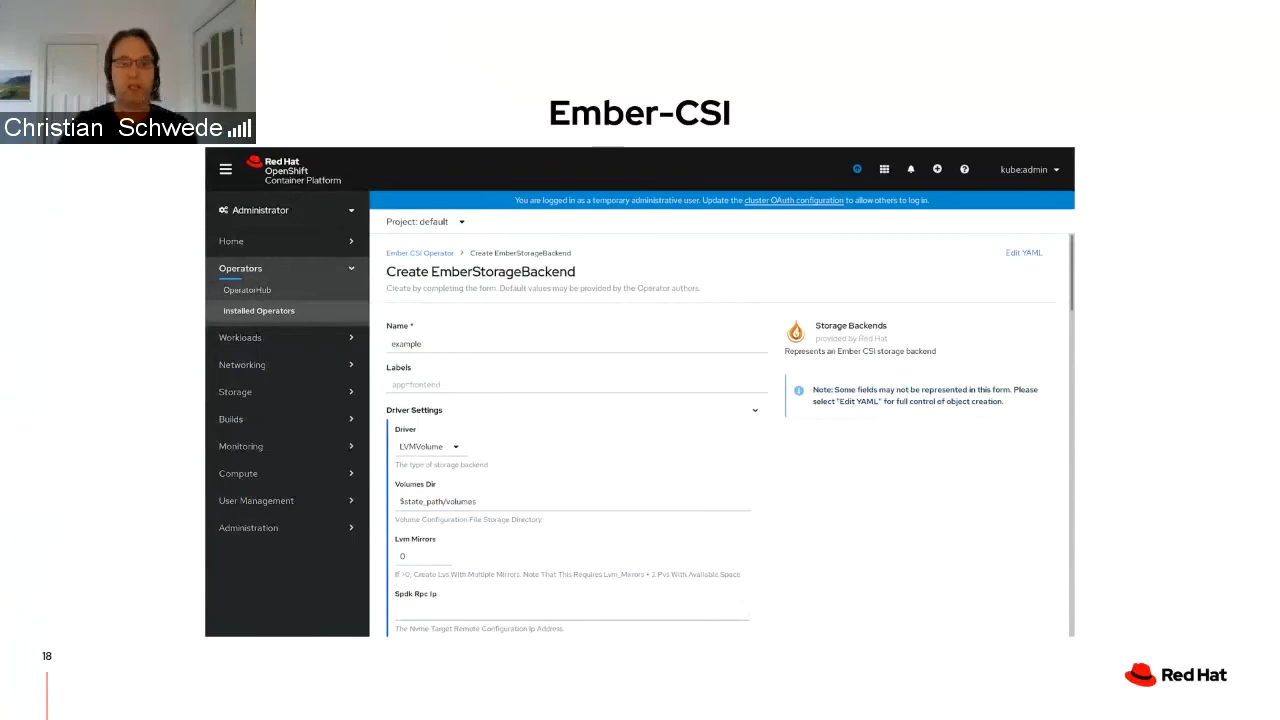 Christian Schwede
Ember-CSI
Red Hat
OpenShift
Container Platform
kube:admin
You are logged in as a temporary administrative user. Update the cluster OAuth configuration to allow others to log in.
Administrator
Project: default
Home
Operators
OperatorHub
Installed Operators
Workloads
Networking
Storage
Builds
Monitoring
Compute
User Management
Administration
Ember CSI Operator > Create EmberStorageBackend
Edit YAML
Create EmberStorageBackend
Create by completing the form. Default values may be provided by the Operator authors.
Name *
example
Labels
app=frontend
Driver Settings
Driver
LVMVolume
The type of storage backend
Volumes Dir
$state_path/volumes
Volume Configuration File Storage Directory
Lvm Mirrors
0
If >0, Create Lvs With Multiple Mirrors. Note That This Requires Lvm_Mirrors + 2 Pvs With Available Space
Spdk Rpc Ip
The Nvme Target Remote Configuration Ip Address.
Storage Backends
provided by Red Hat
Represents an Ember CSI storage backend
Note: Some fields may not be represented in this form. Please
select "Edit YAML" for full control of object creation.
18
Red Hat